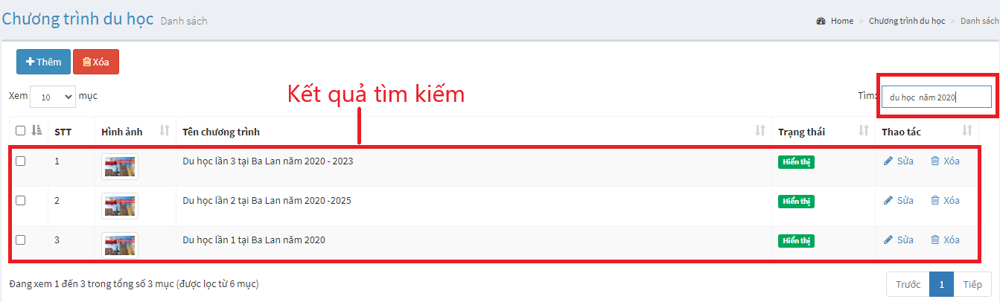 Chương trình du học Danh sách
Home > Chương trình du học > Danh sách
Thêm Xóa
Kết quả tìm kiếm
Xem 10 mục
Tìm: du học năm 2020
STT Hình ảnh Tên chương trình Trạng thái Thao tác
1 Du học lần 3 tại Ba Lan năm 2020 - 2023 Hiển thị Sửa Xóa
2 Du học lần 2 tại Ba Lan năm 2020 -2025 Hiển thị Sửa Xóa
3 Du học lần 1 tại Ba Lan năm 2020 Hiển thị Sửa Xóa
Đang xem 1 đến 3 trong tổng số 3 mục (được lọc từ 6 mục)
Trước 1 Tiếp